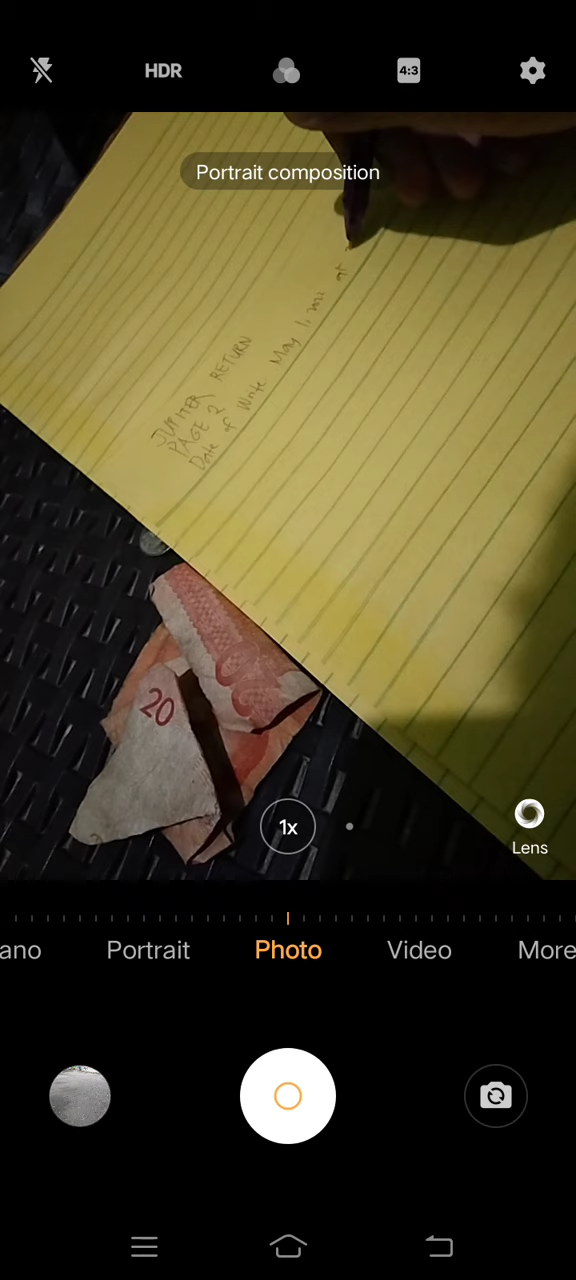 HDR
4:3
Portrait composition
JUPITER RETURN
PAGE 2
Date of Write May 1, at
20
1x
Lens
ano Portrait Photo Video More